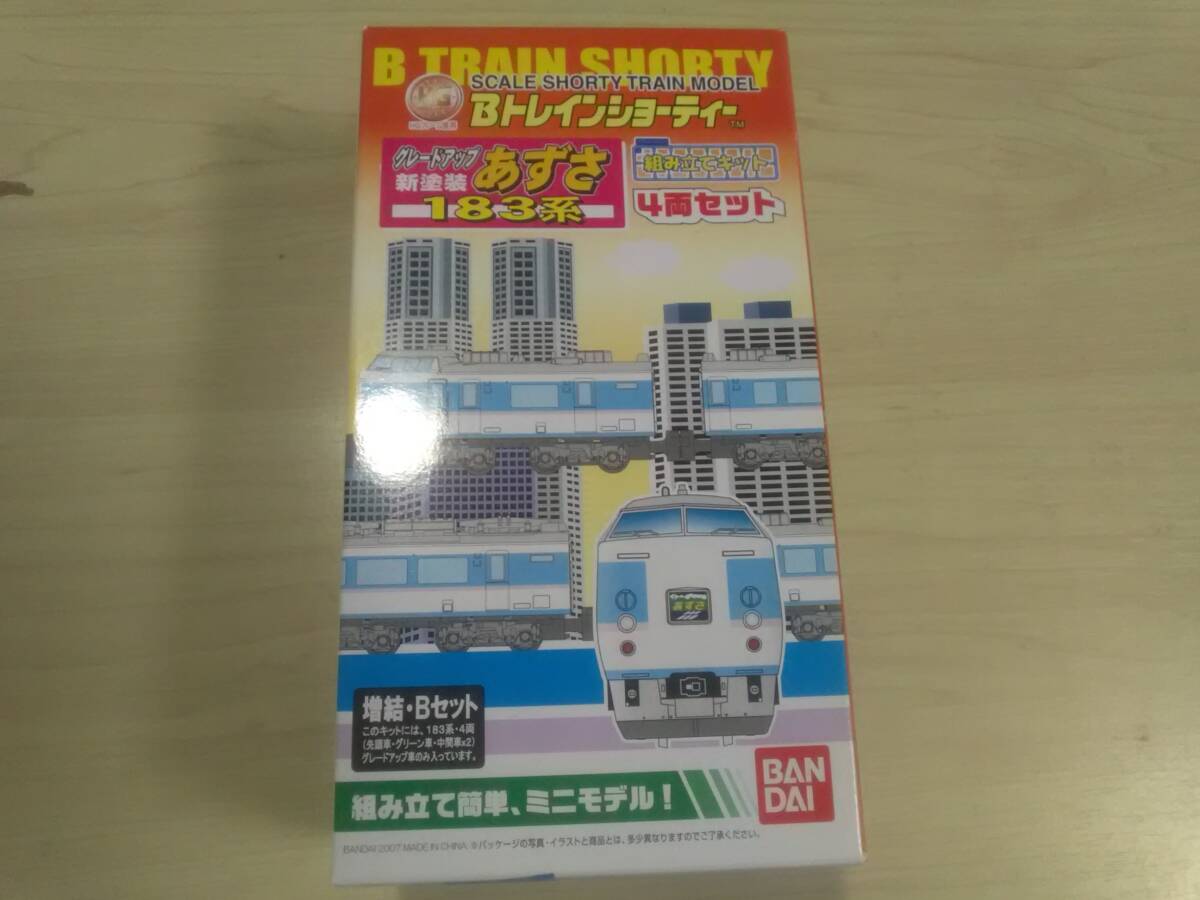 B TRAIN SHORTY
SCALE SHORTY TRAIN MODEL
Bトレインショーティー™
グレードアップ
新塗装 あずさ
183系
組み立てキット
4両セット
あずさ
増結・Bセット
このキットには、183系・4両
(先頭車・グリーン車・中間車x2)
グレードアップ車のみ入っています。
BAN
DAI
組み立て簡単、ミニモデル!
BANDAI 2007 MADE IN CHINA ※パッケージの写真・イラストと商品とは、多少異なりますのでご了承ください。